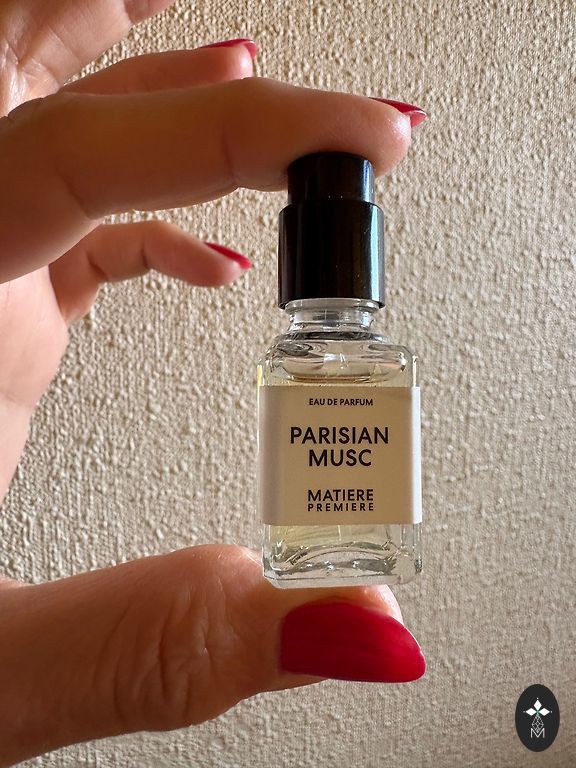 EAU DE PARFUM
PARISIAN
MUSC
MATIERE
PREMIERE
M